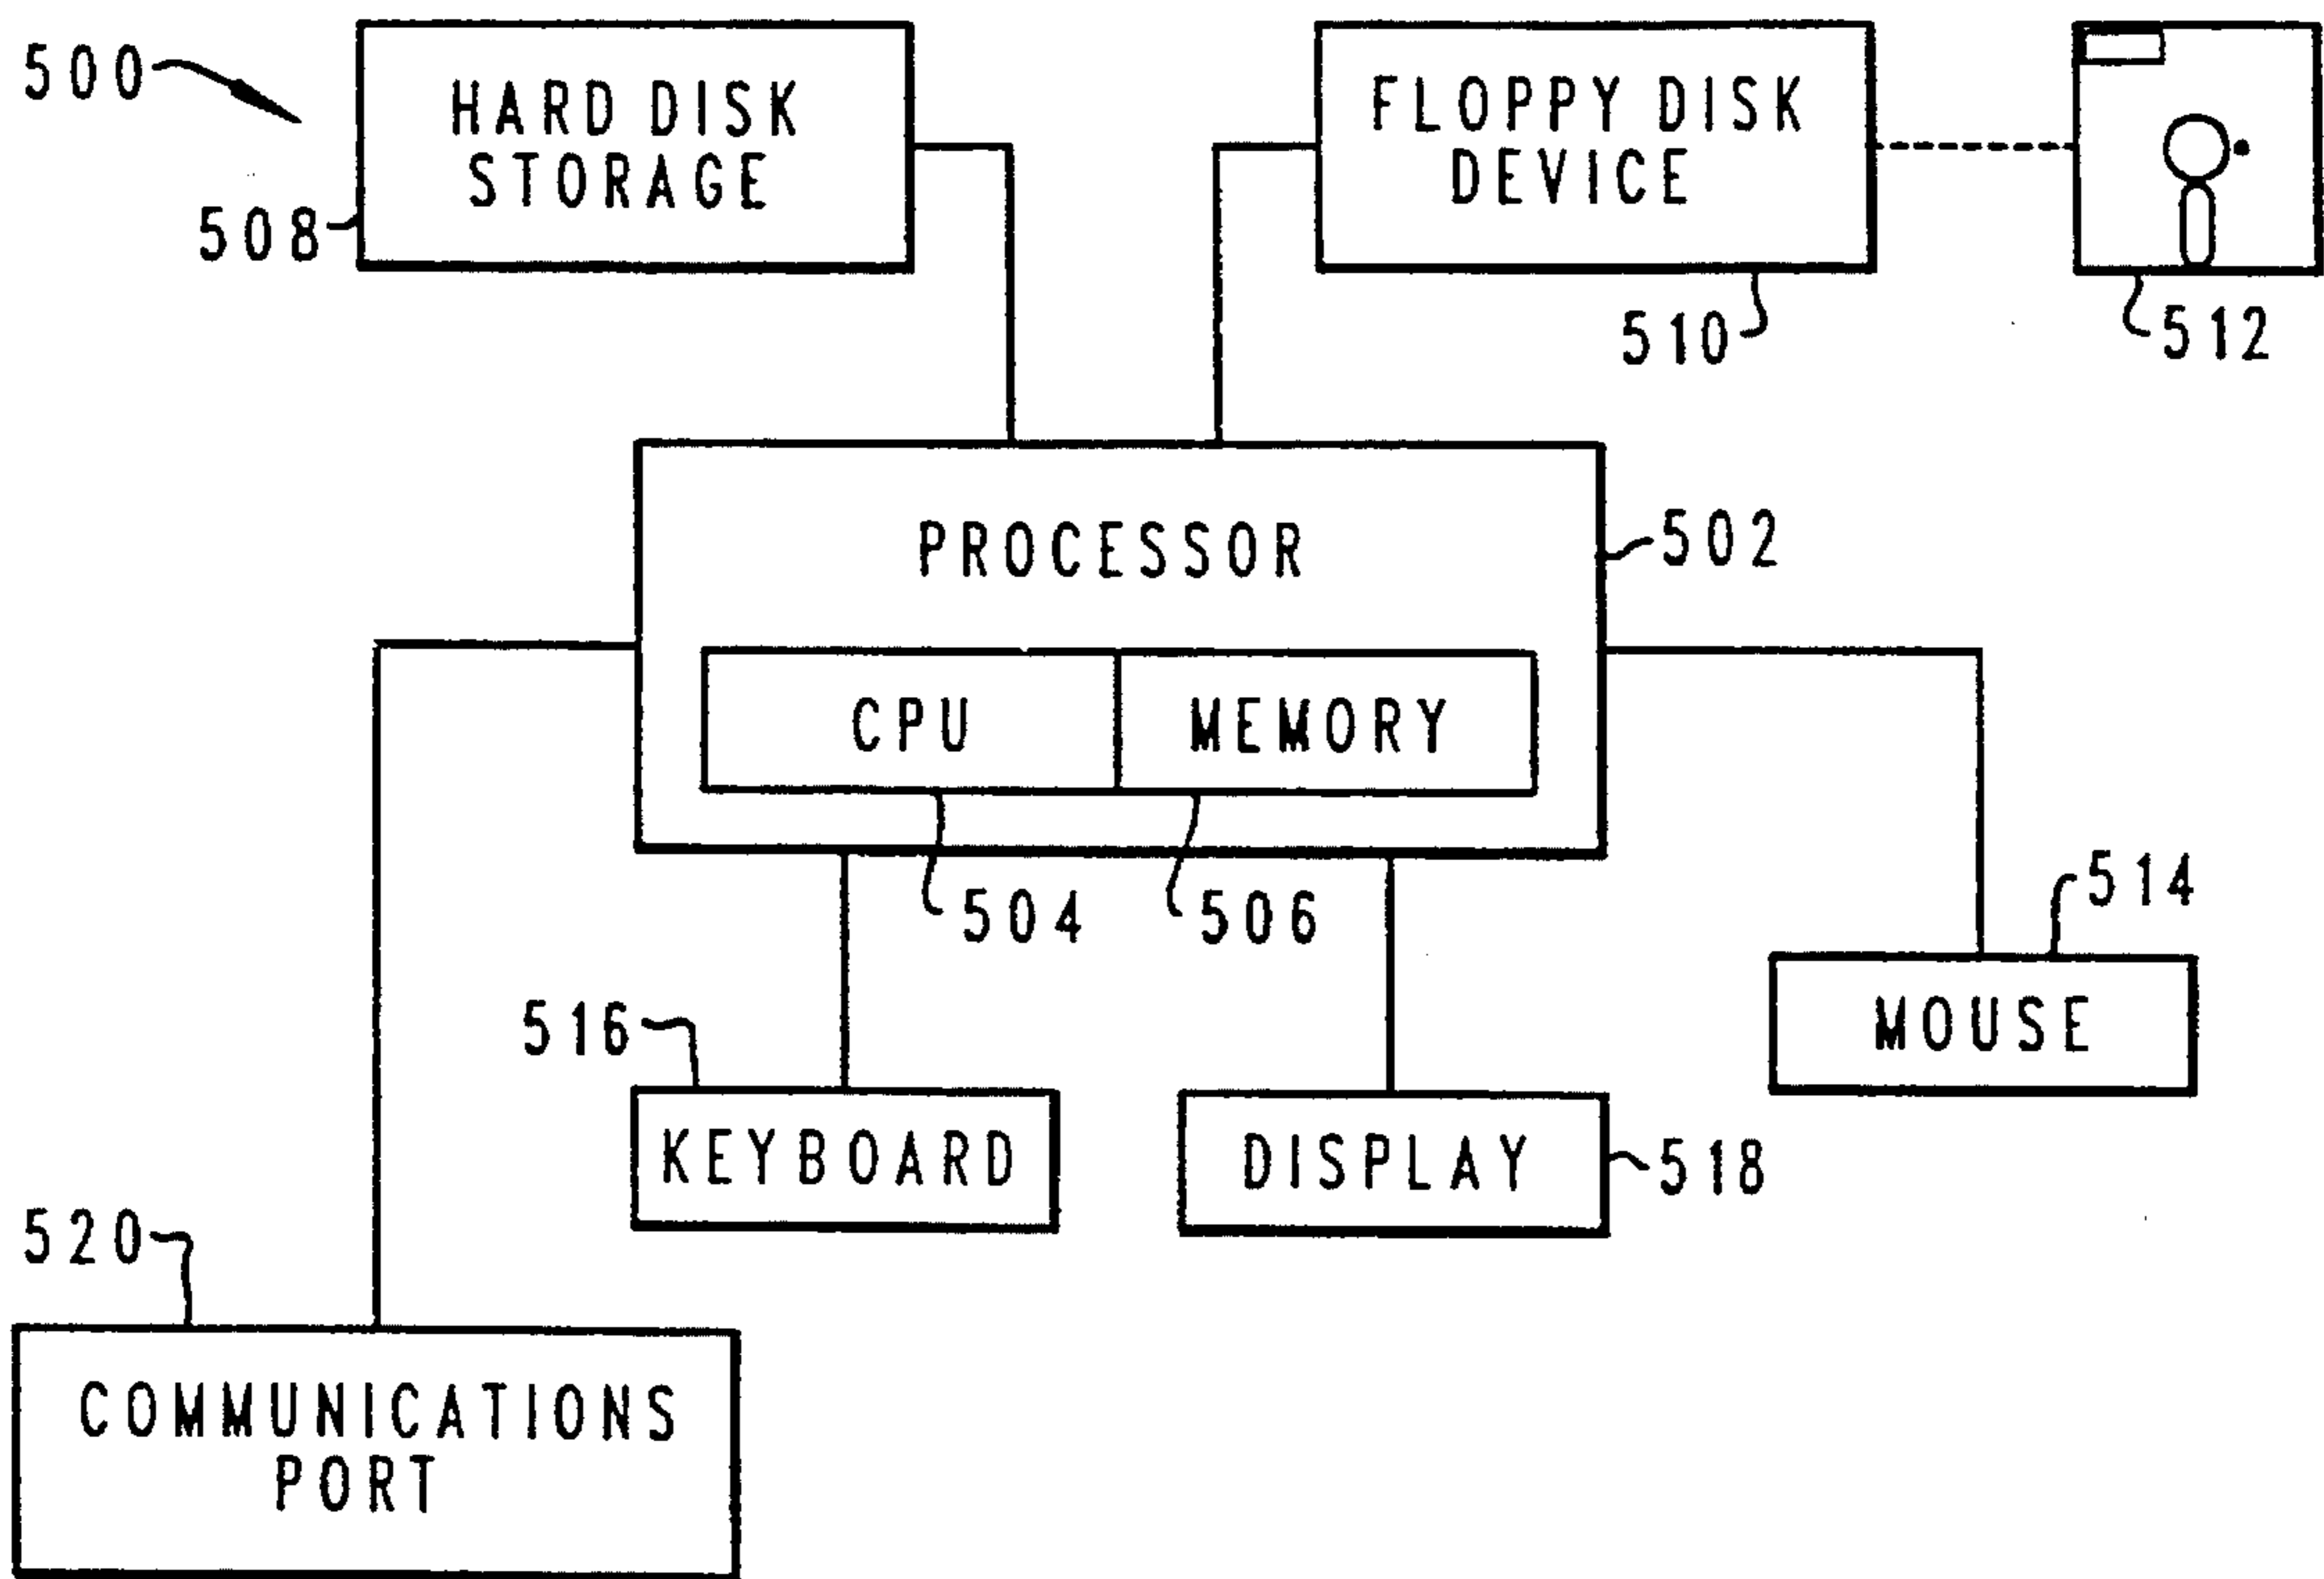 500
HARD DISK
STORAGE
508
FLOPPY DISK
DEVICE
510
512
PROCESSOR
502
CPU
MEMORY
504
506
514
MOUSE
516
KEYBOARD
DISPLAY
518
520
COMMUNICATIONS
PORT